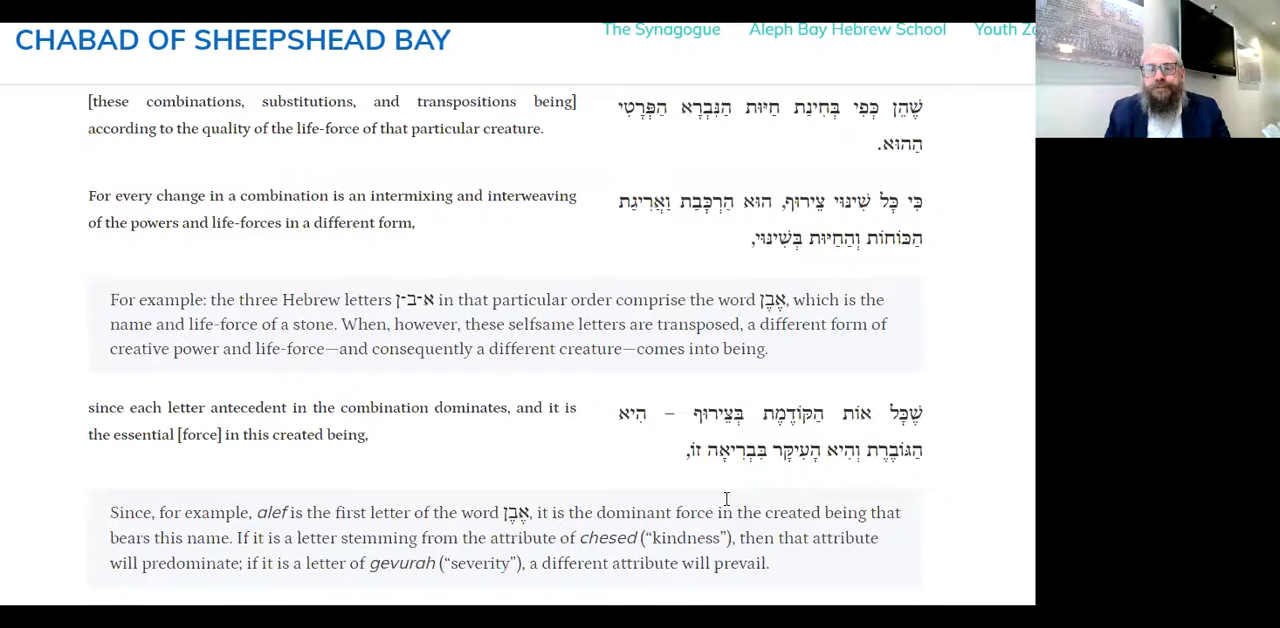 CHABAD OF SHEEPSHEAD BAY
The Synagogue Aleph Bay Hebrew School Youth
[these combinations, substitutions, and transpositions being]
according to the quality of the life-force of that particular creature.
שֶׁהֵן כְּפִי בְּחִינַת חַיּוּת הַנִּבְרָא הַפְּרָטִי
הַהוּא.
For every change in a combination is an intermixing and interweaving
of the powers and life-forces in a different form,
כִּי כָּל שִׁינּוּי צֵירוּף, הוּא הַרְכָּבַת וַאֲרִיגַת
הַכּוֹחוֹת וְהַחַיּוּת בְּשִׁינּוּי,
For example: the three Hebrew letters א־ב־ן in that particular order comprise the word אֶבֶן, which is the
name and life-force of a stone. When, however, these selfsame letters are transposed, a different form of
creative power and life-force—and consequently a different creature—comes into being.
since each letter antecedent in the combination dominates, and it is
the essential [force] in this created being,
שֶׁכָּל אוֹת הַקּוֹדֶמֶת בְּצֵירוּף – הִיא
הַגּוֹבֶרֶת וְהִיא הָעִיקָּר בִּבְרִיאָה זוֹ,
Since, for example, alef is the first letter of the word אֶבֶן, it is the dominant force in the created being that
bears this name. If it is a letter stemming from the attribute of chesed (“kindness”), then that attribute
will predominate; if it is a letter of gevurah (“severity”), a different attribute will prevail.